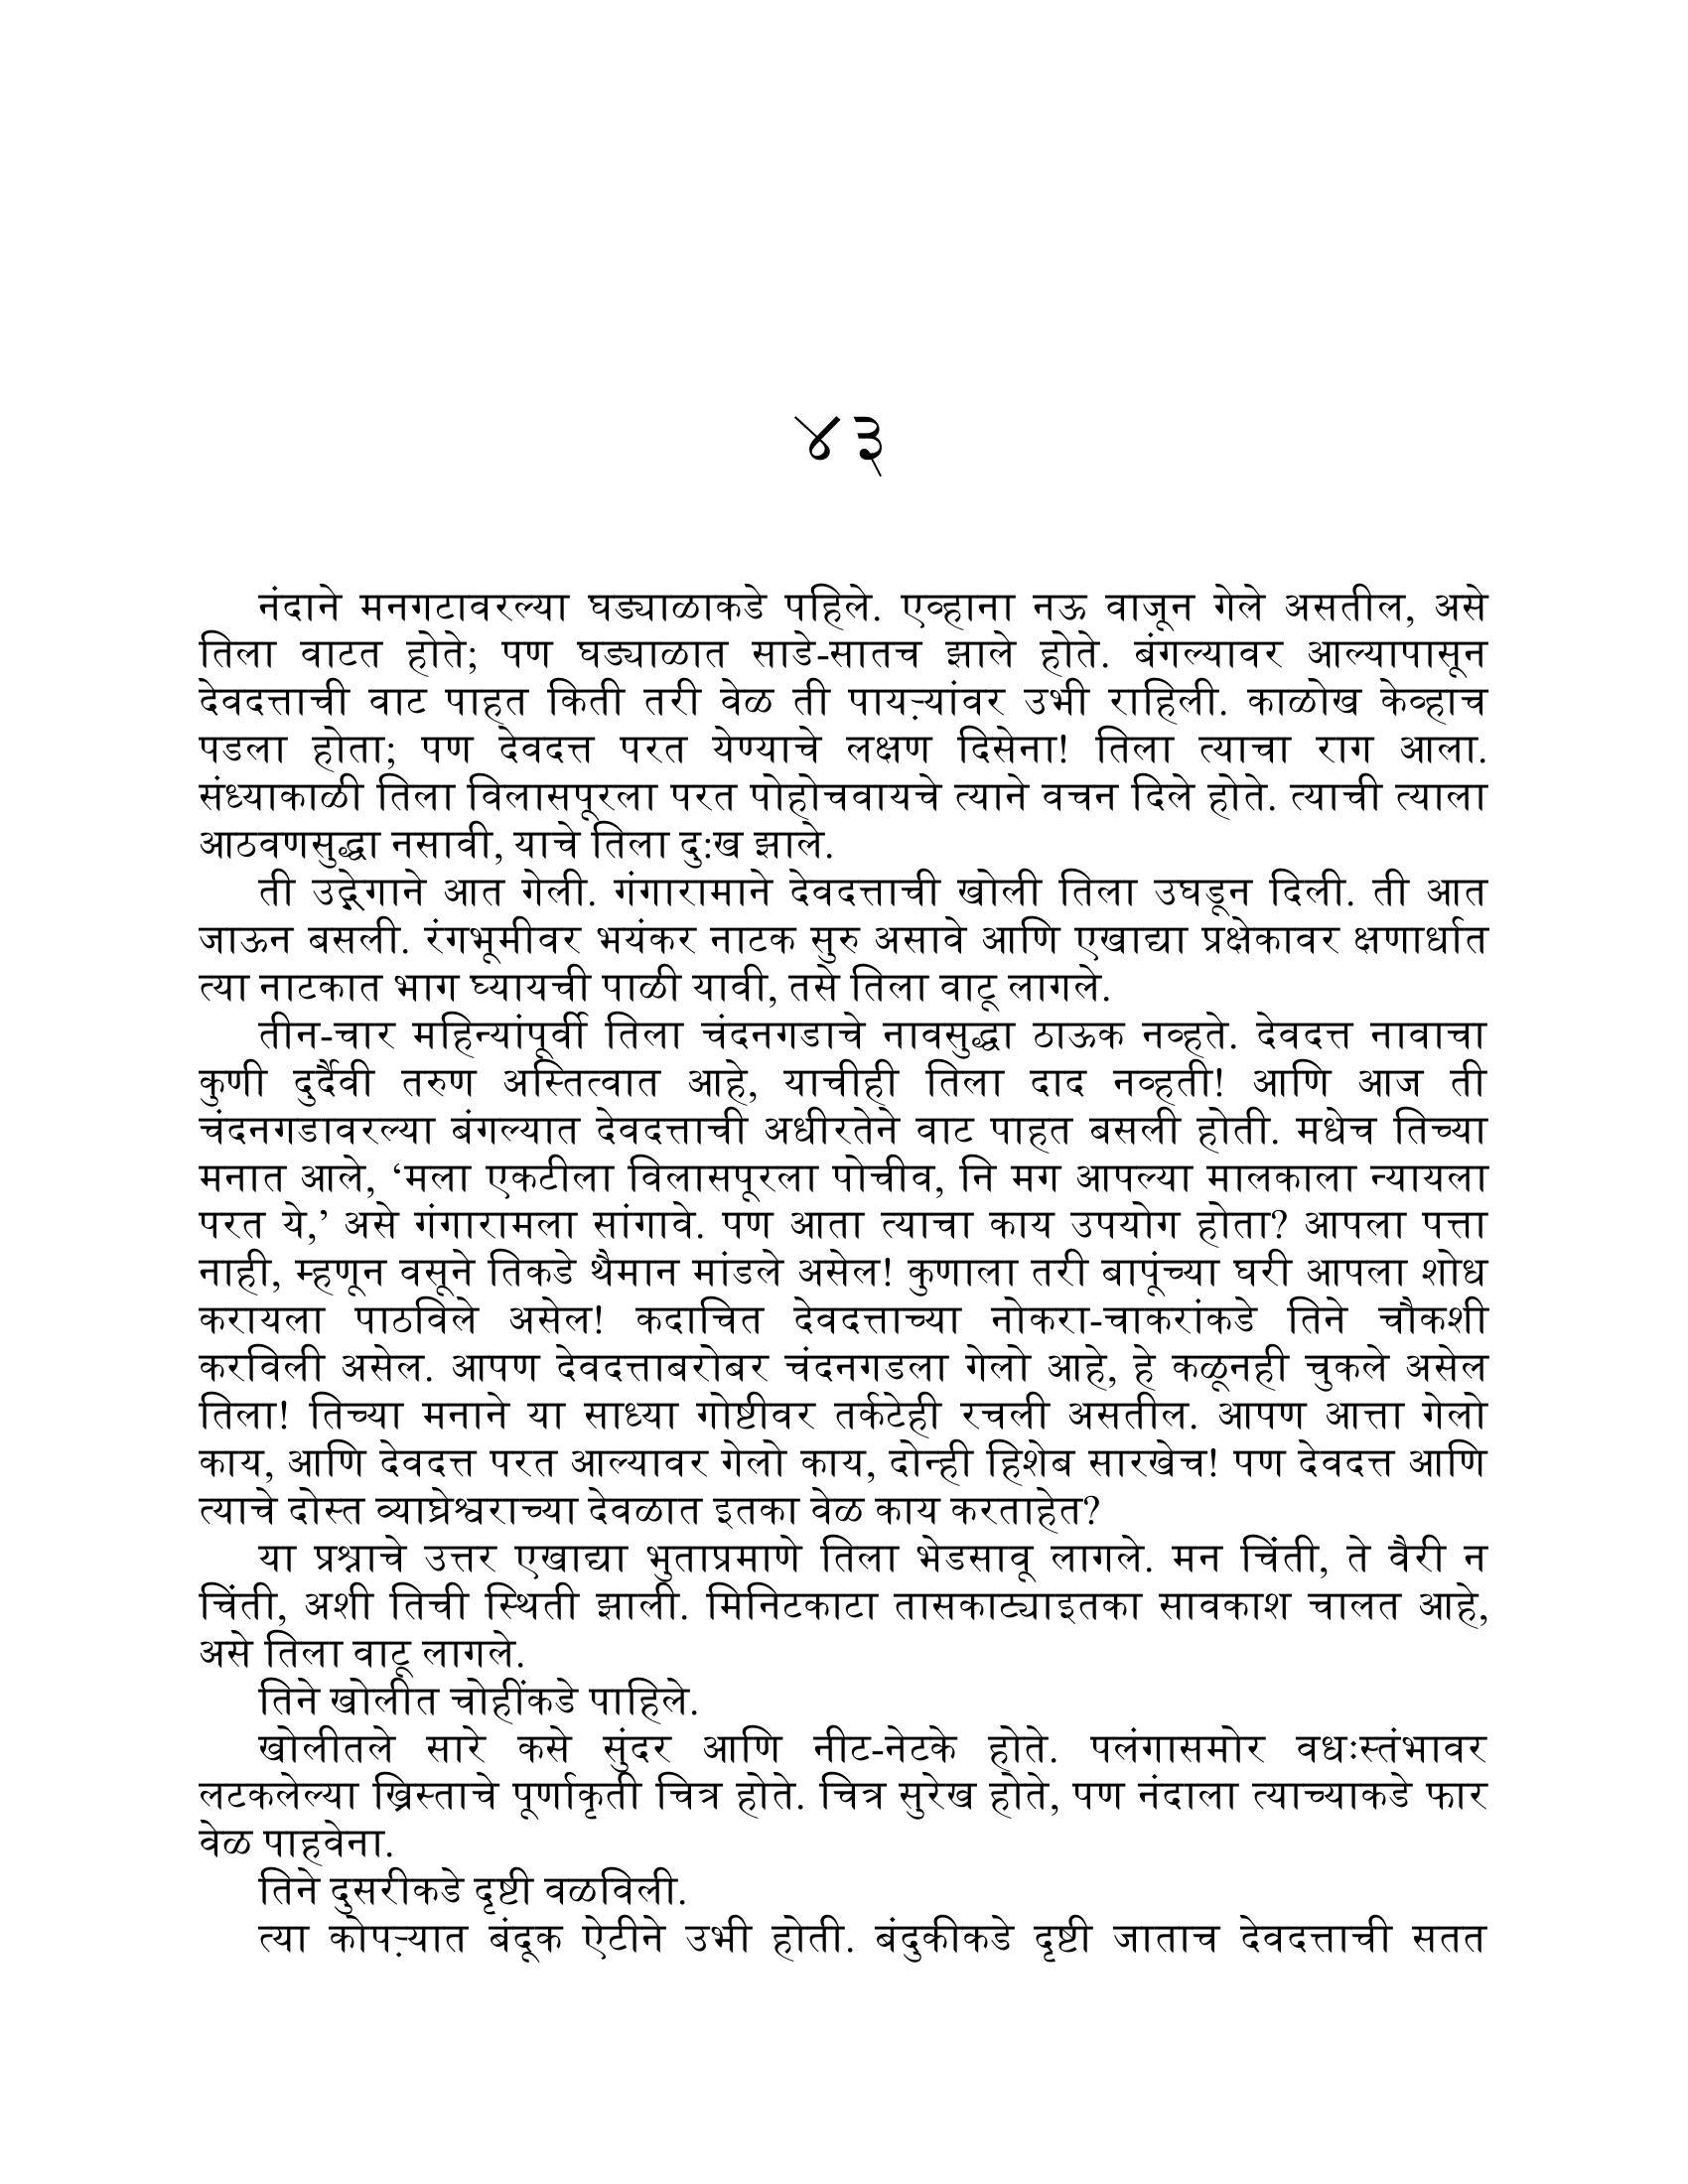 ४३
नंदाने मनगटावरल्या घड्याळाकडे पहिले. एव्हाना नऊ वाजून गेले असतील, असे
तिला वाटत होते; पण घड्याळात साडे-सातच झाले होते. बंगल्यावर आल्यापासून
देवदत्ताची वाट पाहत किती तरी वेळ ती पायऱ्यांवर उभी राहिली. काळोख केव्हाच
पडला होता; पण देवदत्त परत येण्याचे लक्षण दिसेना! तिला त्याचा राग आला.
संध्याकाळी तिला विलासपूरला परत पोहोचवायचे त्याने वचन दिले होते. त्याची त्याला
आठवणसुद्धा नसावी, याचे तिला दु:ख झाले.
ती उद्वेगाने आत गेली. गंगारामाने देवदत्ताची खोली तिला उघडून दिली. ती आत
जाऊन बसली. रंगभूमीवर भयंकर नाटक सुरु असावे आणि एखाद्या प्रक्षेकावर क्षणार्धात
त्या नाटकात भाग घ्यायची पाळी यावी, तसे तिला वाटू लागले.
तीन-चार महिन्यांपूर्वी तिला चंदनगडाचे नावसुद्धा ठाऊक नव्हते. देवदत्त नावाचा
कुणी दुर्दैवी तरुण अस्तित्वात आहे, याचीही तिला दाद नव्हती! आणि आज ती
चंदनगडावरल्या बंगल्यात देवदत्ताची अधीरतेने वाट पाहत बसली होती. मधेच तिच्या
मनात आले, ‘मला एकटीला विलासपूरला पोचीव, नि मग आपल्या मालकाला न्यायला
परत ये,’ असे गंगारामला सांगावे. पण आता त्याचा काय उपयोग होता? आपला पत्ता
नाही, म्हणून वसूने तिकडे थैमान मांडले असेल! कुणाला तरी बापूंच्या घरी आपला शोध
करायला पाठविले असेल! कदाचित देवदत्ताच्या नोकरा-चाकरांकडे तिने चौकशी
करविली असेल. आपण देवदत्ताबरोबर चंदनगडला गेलो आहे, हे कळूनही चुकले असेल
तिला! तिच्या मनाने या साध्या गोष्टीवर तर्कटेही रचली असतील. आपण आत्ता गेलो
काय, आणि देवदत्त परत आल्यावर गेलो काय, दोन्ही हिशेब सारखेच! पण देवदत्त आणि
त्याचे दोस्त व्याघ्रेश्वराच्या देवळात इतका वेळ काय करताहेत?
या प्रश्नाचे उत्तर एखाद्या भुताप्रमाणे तिला भेडसावू लागले. मन चिंती, ते वैरी न
चिंती, अशी तिची स्थिती झाली. मिनिटकाटा तासकाट्याइतका सावकाश चालत आहे,
असे तिला वाटू लागले.
तिने खोलीत चोहींकडे पाहिले.
खोलीतले सारे कसे सुंदर आणि नीट-नेटके होते. पलंगासमोर वधःस्तंभावर
लटकलेल्या ख्रिस्ताचे पूर्णाकृती चित्र होते. चित्र सुरेख होते, पण नंदाला त्याच्याकडे फार
वेळ पाहवेना.
तिने दुसरीकडे दृष्टी वळविली.
त्या कोपऱ्यात बंदूक ऐटीने उभी होती. बंदुकीकडे दृष्टी जाताच देवदत्ताची सतत